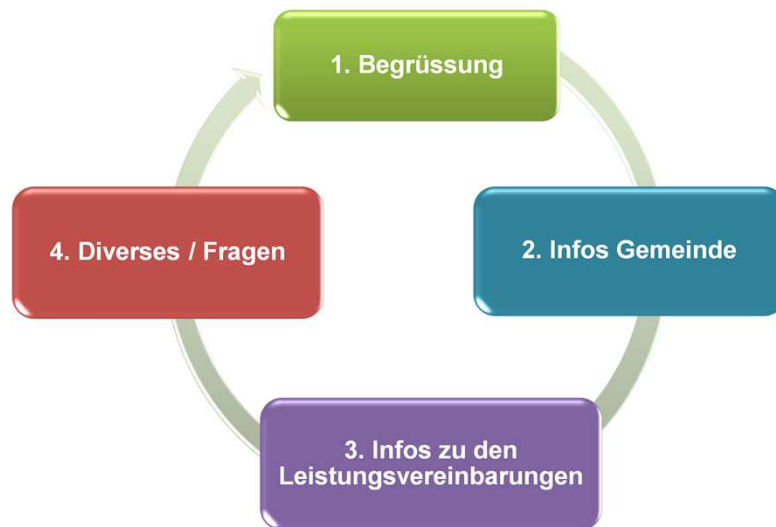 1. Begrüssung
2. Infos Gemeinde
3. Infos zu den
Leistungsvereinbarungen
4. Diverses / Fragen